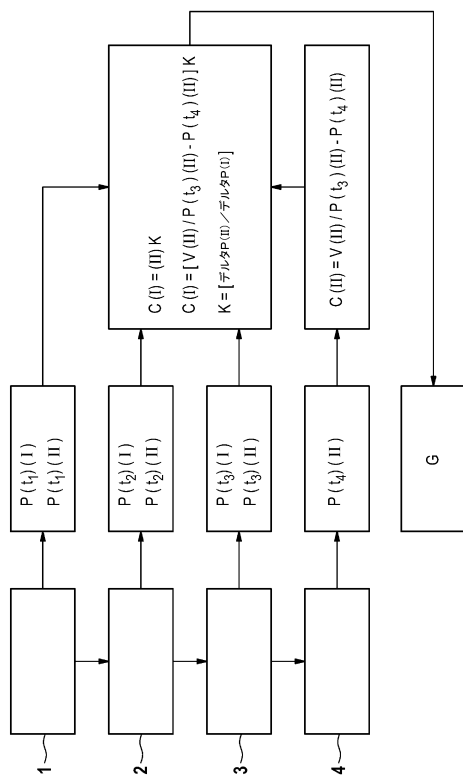 1
P(t₁)(I)
P(t₁)(II)
2
P(t₂)(I)
P(t₂)(II)
C(I)=(II)K
C(I)=[V(II)/P(t₃)(II)-P(t₄)(II)]K
K=[デルタP(II)/デルタP(I)]
3
P(t₃)(I)
P(t₃)(II)
4
P(t₄)(II)
C(II)=V(II)/P(t₃)(II)-P(t₄)(II)
G